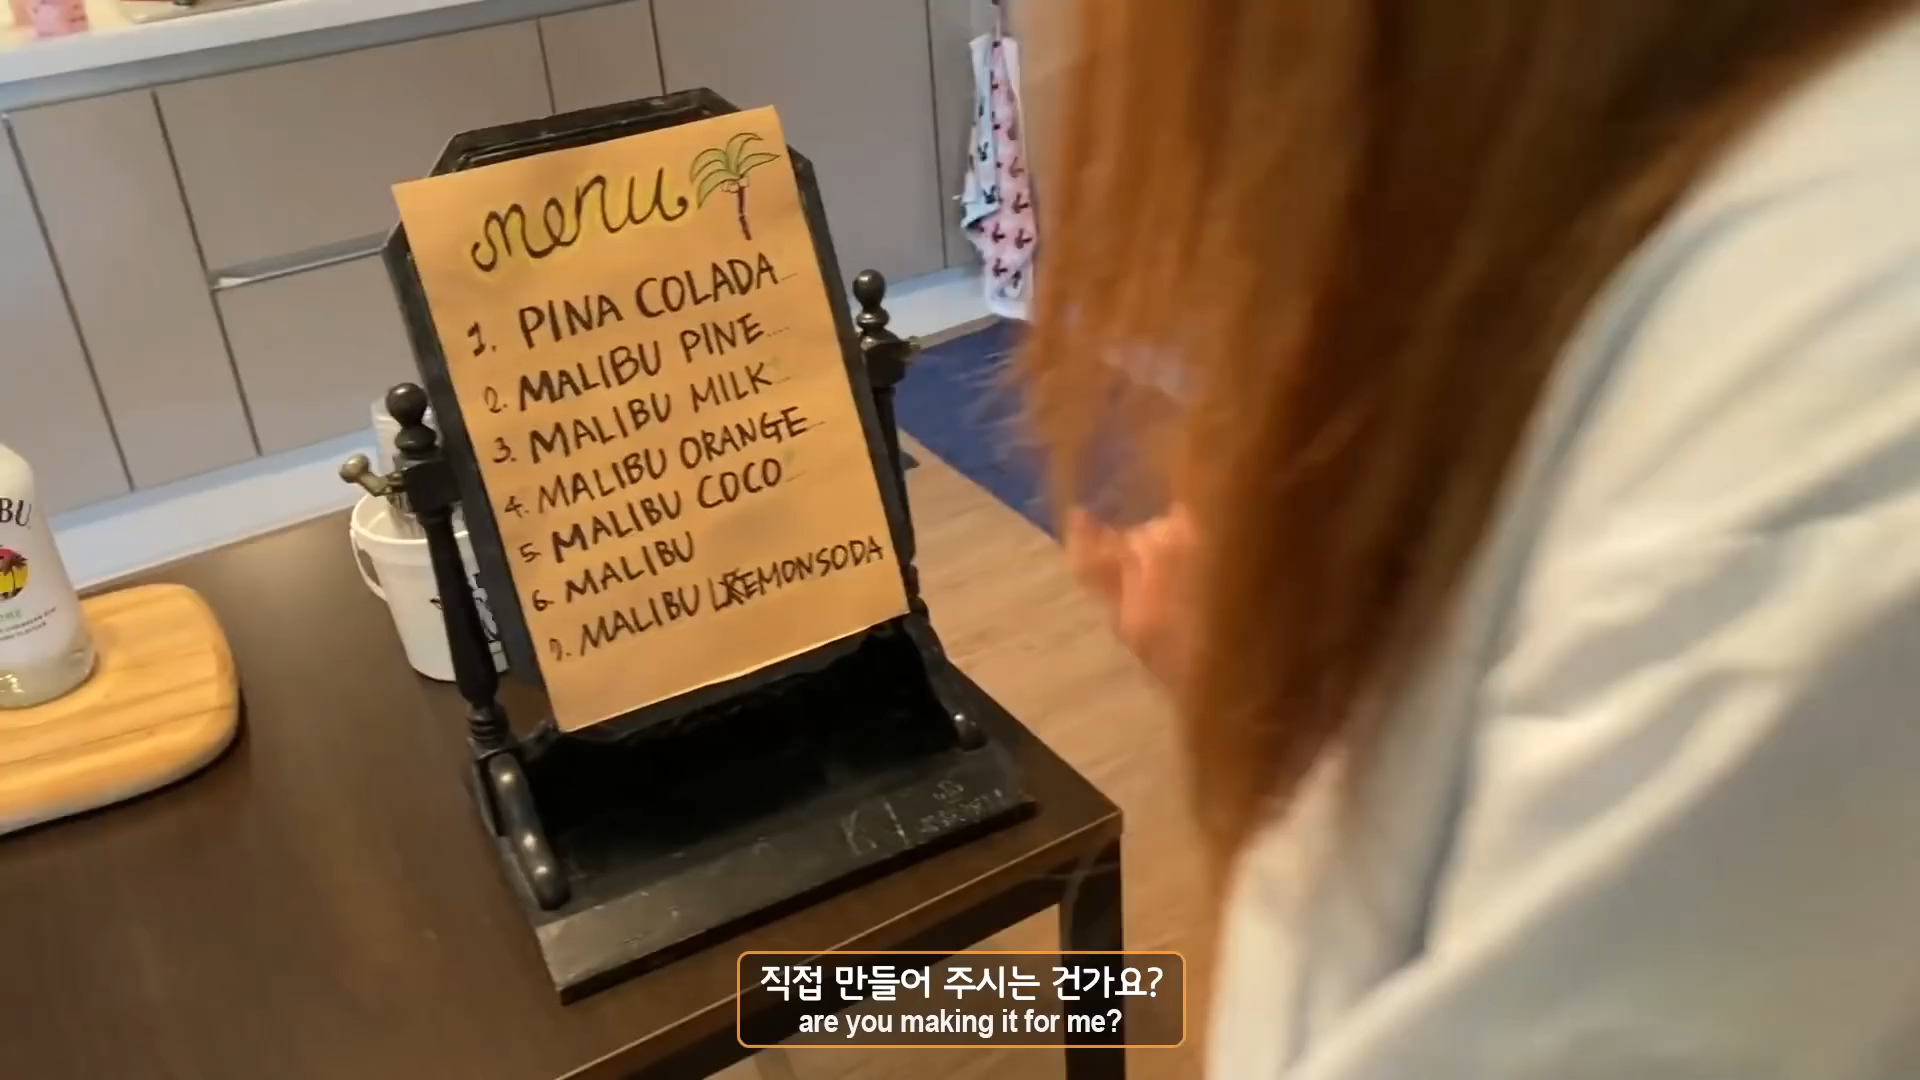 menu
1. PINA COLADA
2. MALIBU PINE
3. MALIBU MILK
4. MALIBU ORANGE
5. MALIBU COCO
6. MALIBU
7. MALIBU LEMONSODA
BU
직접 만들어 주시는 건가요?
are you making it for me?